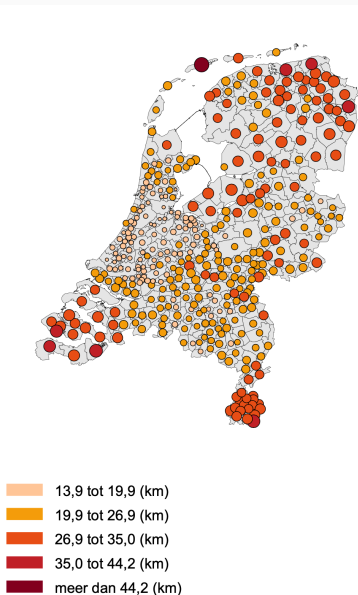 13,9 tot 19,9 (km)
19,9 tot 26,9 (km)
26,9 tot 35,0 (km)
35,0 tot 44,2 (km)
meer dan 44,2 (km)